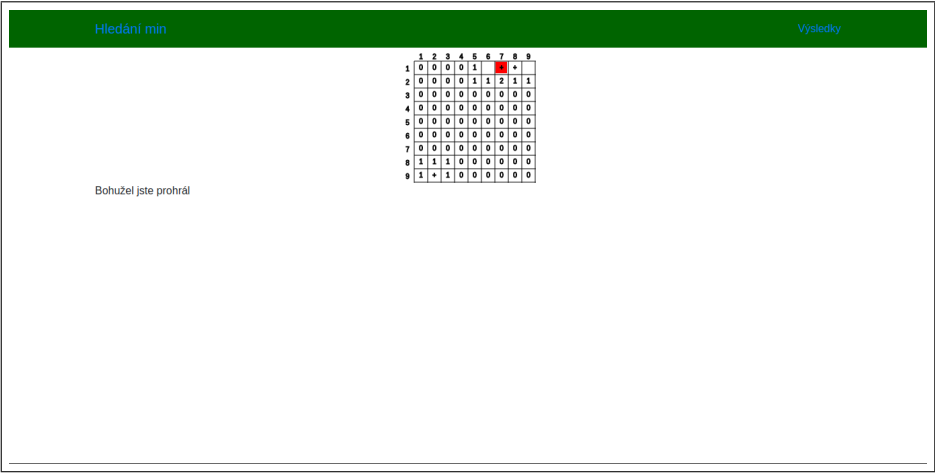 Hledání min
Výsledky
1 2 3 4 5 6 7 8 9
1 0 0 0 0 1 + +
2 0 0 0 0 1 1 2 1 1
3 0 0 0 0 0 0 0 0 0
4 0 0 0 0 0 0 0 0 0
5 0 0 0 0 0 0 0 0 0
6 0 0 0 0 0 0 0 0 0
7 0 0 0 0 0 0 0 0 0
8 1 1 1 0 0 0 0 0 0
9 1 + 1 0 0 0 0 0 0
Bohužel jste prohrál